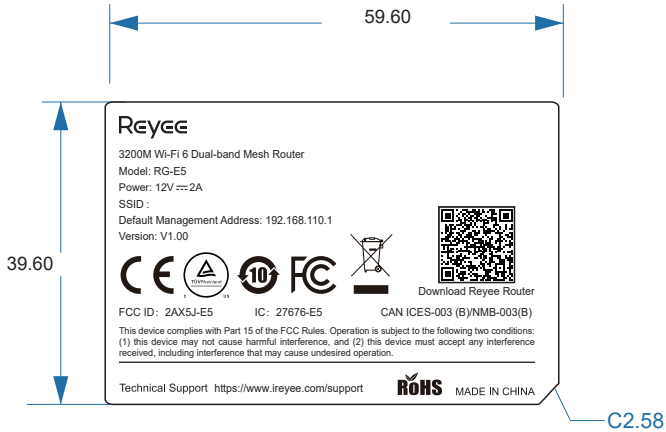 59.60
39.60
Reyee
3200M Wi-Fi 6 Dual-band Mesh Router
Model: RG-E5
Power: 12V⎓2A
SSID :
Default Management Address: 192.168.110.1
Version: V1.00
CE
TÜVRheinland
C US
10
FC
Download Reyee Router
FCC ID: 2AX5J-E5 IC: 27676-E5 CAN ICES-003 (B)/NMB-003(B)
This device complies with Part 15 of the FCC Rules. Operation is subject to the following two conditions:
(1) this device may not cause harmful interference, and (2) this device must accept any interference
received, including interference that may cause undesired operation.
Technical Support https://www.ireyee.com/support RoHS MADE IN CHINA
C2.58